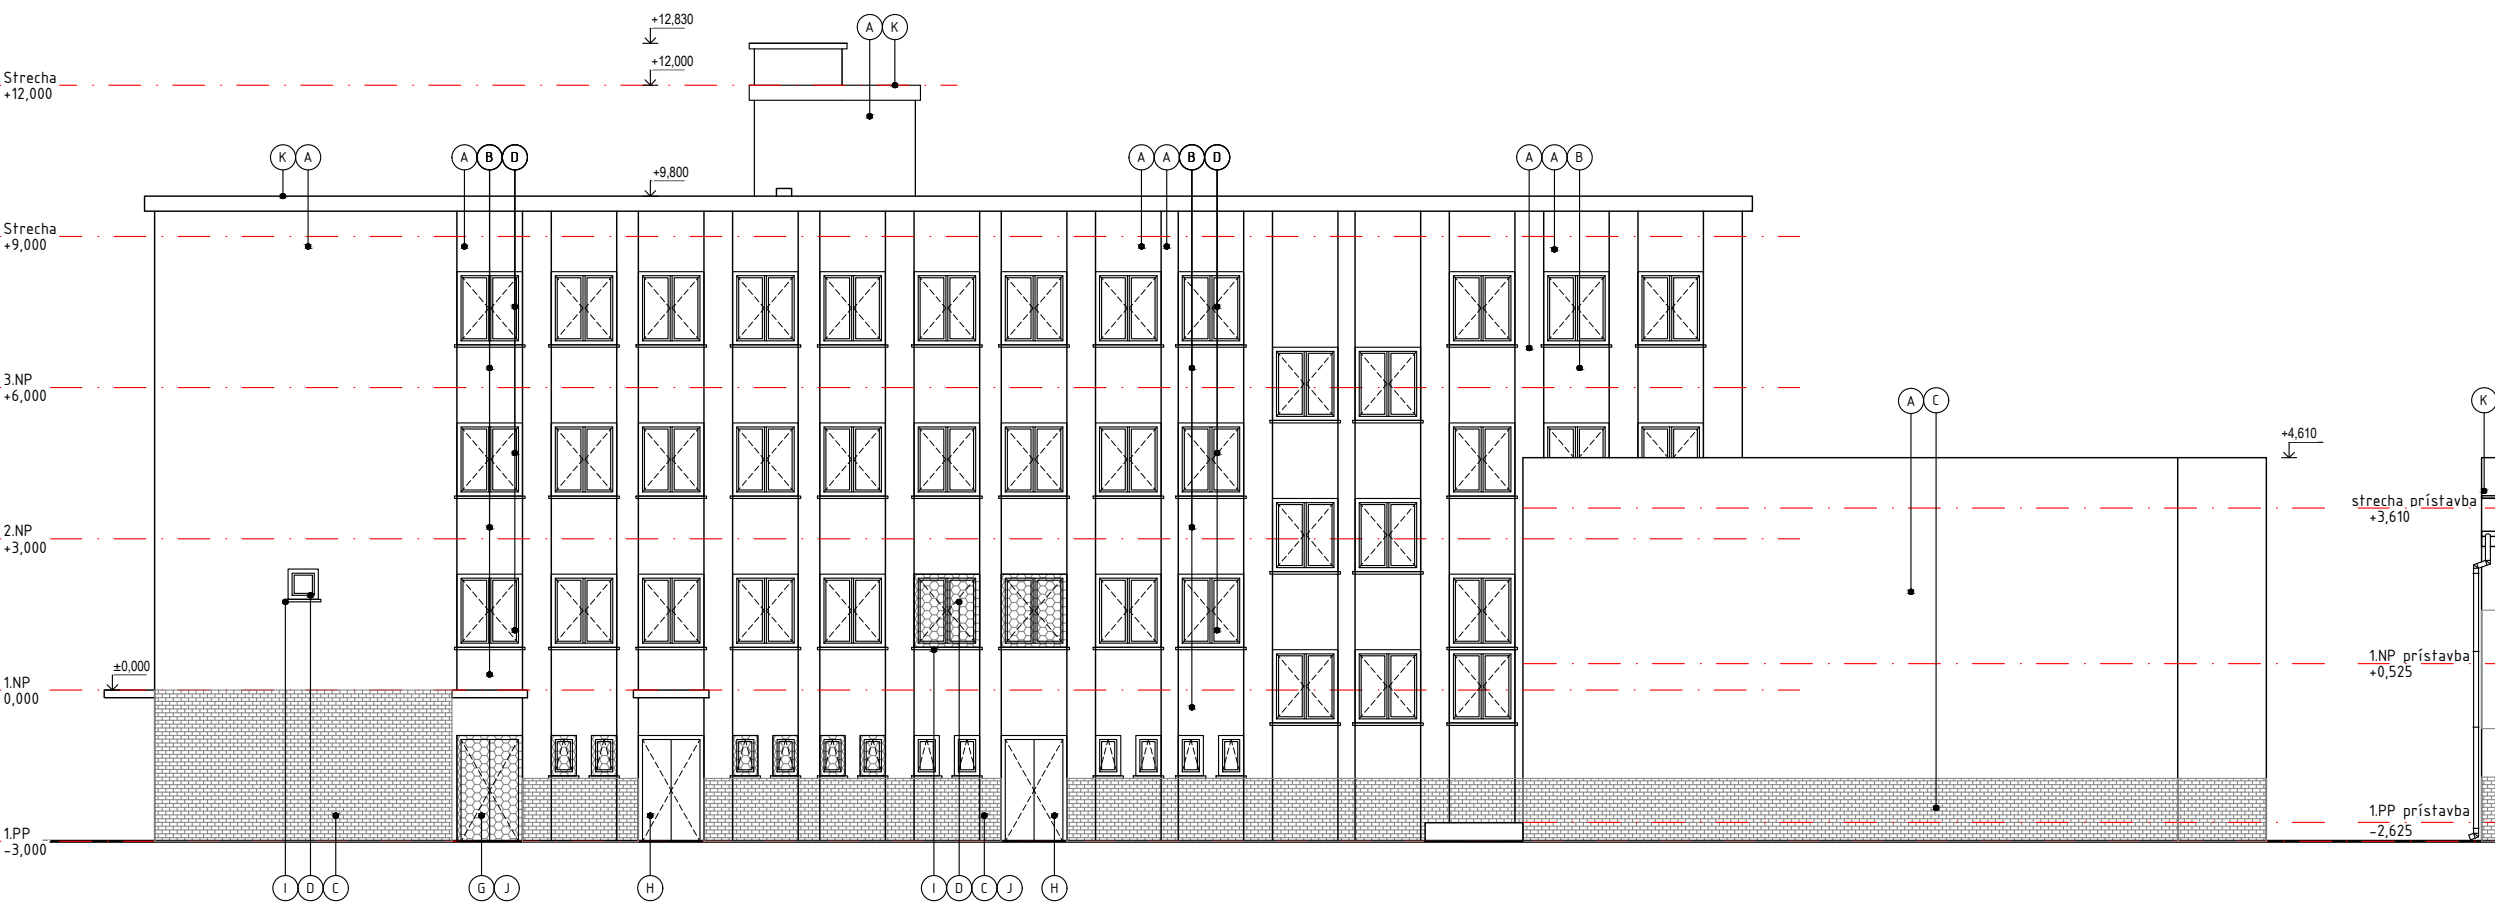 +12,830
A K
+12,000
Strecha
+12,000
K A
A B D
A A B D
A A B
+9,800
Strecha
+9,000
3.NP
+6,000
A C
K
+4,610
strecha prístavba
+3,610
2.NP
+3,000
±0,000
1.NP
0,000
1.NP prístavba
+0,525
1.PP prístavba
-2,625
1.PP
-3,000
I D C
G J
H
I D C J
H